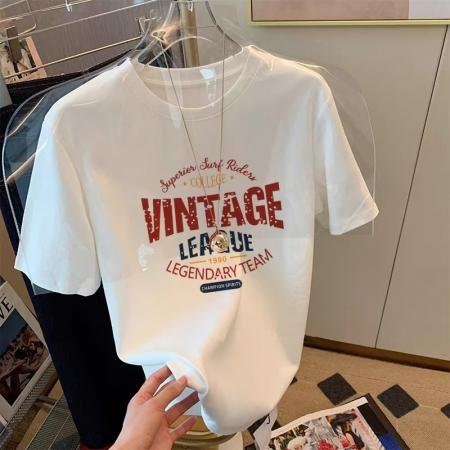 Superior Surf Riders
COLLEGE
VINTAGE
LEAGUE
1990
LEGENDARY TEAM
CHAMPION SPIRITS